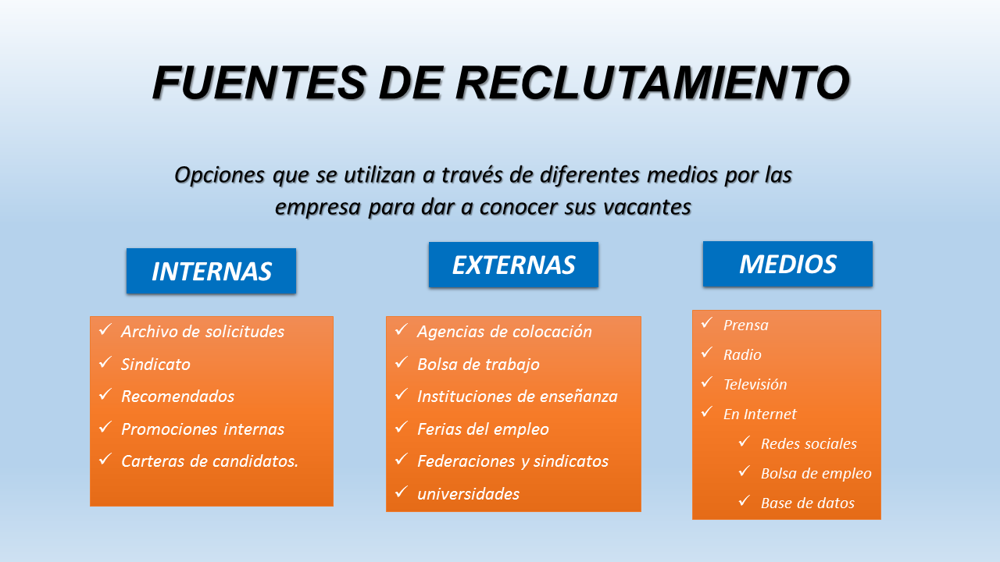 FUENTES DE RECLUTAMIENTO
Opciones que se utilizan a través de diferentes medios por las
empresa para dar a conocer sus vacantes
INTERNAS
Archivo de solicitudes
Sindicato
Recomendados
Promociones internas
Carteras de candidatos.
EXTERNAS
Agencias de colocación
Bolsa de trabajo
Instituciones de enseñanza
Ferias del empleo
Federaciones y sindicatos
universidades
MEDIOS
Prensa
Radio
Televisión
En Internet
Redes sociales
Bolsa de empleo
Base de datos